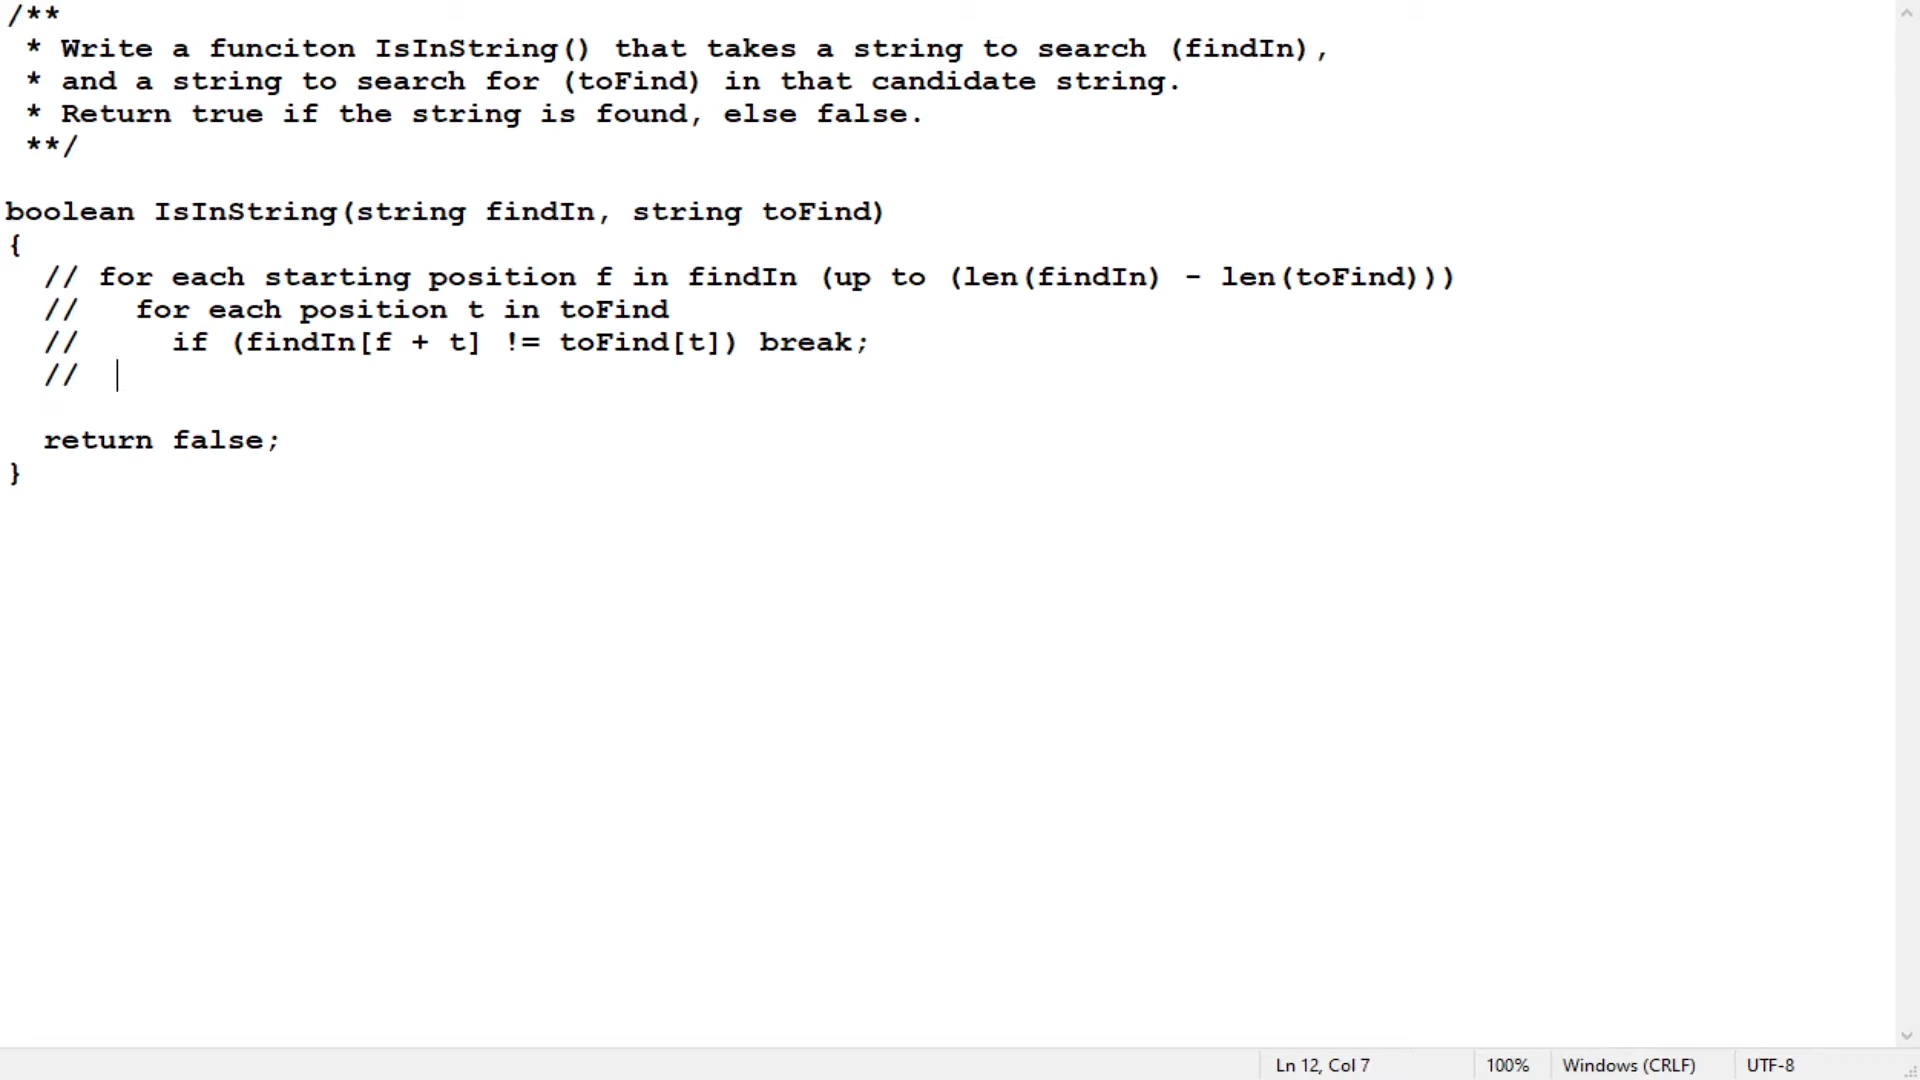 /**
 * Write a funciton IsInString() that takes a string to search (findIn),
 * and a string to search for (toFind) in that candidate string.
 * Return true if the string is found, else false.
 **/
boolean IsInString(string findIn, string toFind)
{
  // for each starting position f in findIn (up to (len(findIn) - len(toFind)))
  //   for each position t in toFind
  //     if (findIn[f + t] != toFind[t]) break;
  //
  return false;
}
Ln 12, Col 7 100% Windows (CRLF) UTF-8